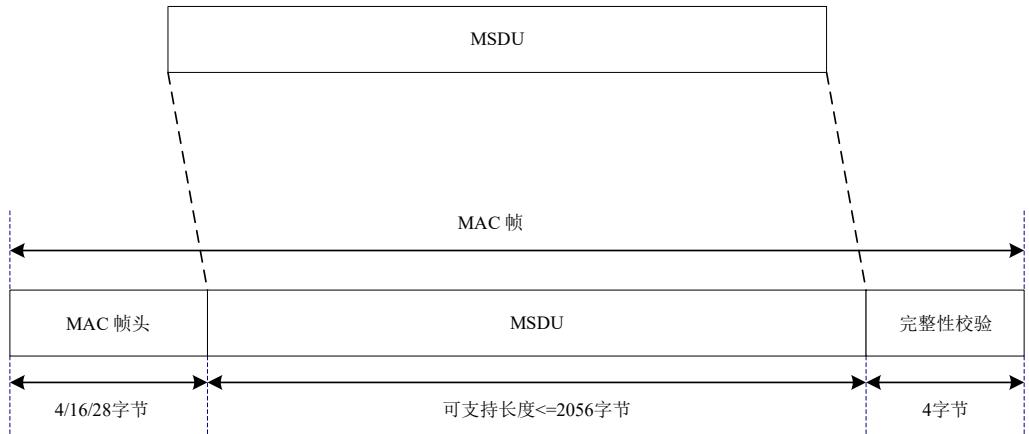 MSDU
MAC 帧
MAC 帧头
MSDU
完整性校验
4/16/28字节
可支持长度<=2056字节
4字节